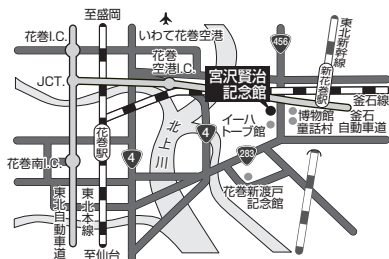 至盛岡
いわて花巻空港
花巻I.C.
花巻
空港I.C.
456
東北新幹線
新花巻駅
JCT.
宮沢賢治
記念館
釜石線
釜石
自動車道
イーハ
トーブ館
博物館
童話村
花巻駅
北上川
4
4
283
花巻南I.C.
花巻新渡戸
記念館
東北自動車道
東北本線
至仙台